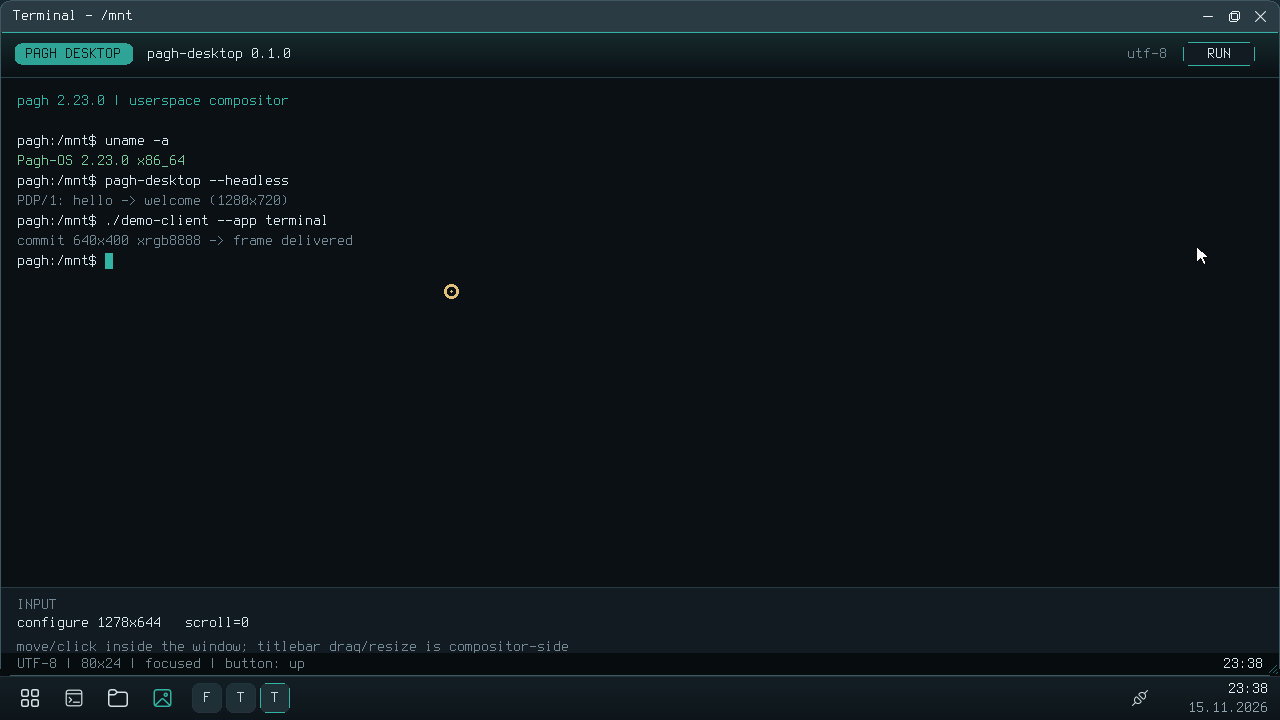 Terminal - /mnt
PAGH DESKTOP pagh-desktop 0.1.0 utf-8 RUN
pagh 2.23.0 | userspace compositor
pagh:/mnt$ uname -a
Pagh-OS 2.23.0 x86_64
pagh:/mnt$ pagh-desktop --headless
PDP/1: hello -> welcome (1280x720)
pagh:/mnt$ ./demo-client --app terminal
commit 640x400 xrgb8888 -> frame delivered
pagh:/mnt$
INPUT
configure 1278x644 scroll=0
move/click inside the window; titlebar drag/resize is compositor-side
UTF-8 | 80x24 | focused | button: up 23:38
F T T 23:38
15.11.2026